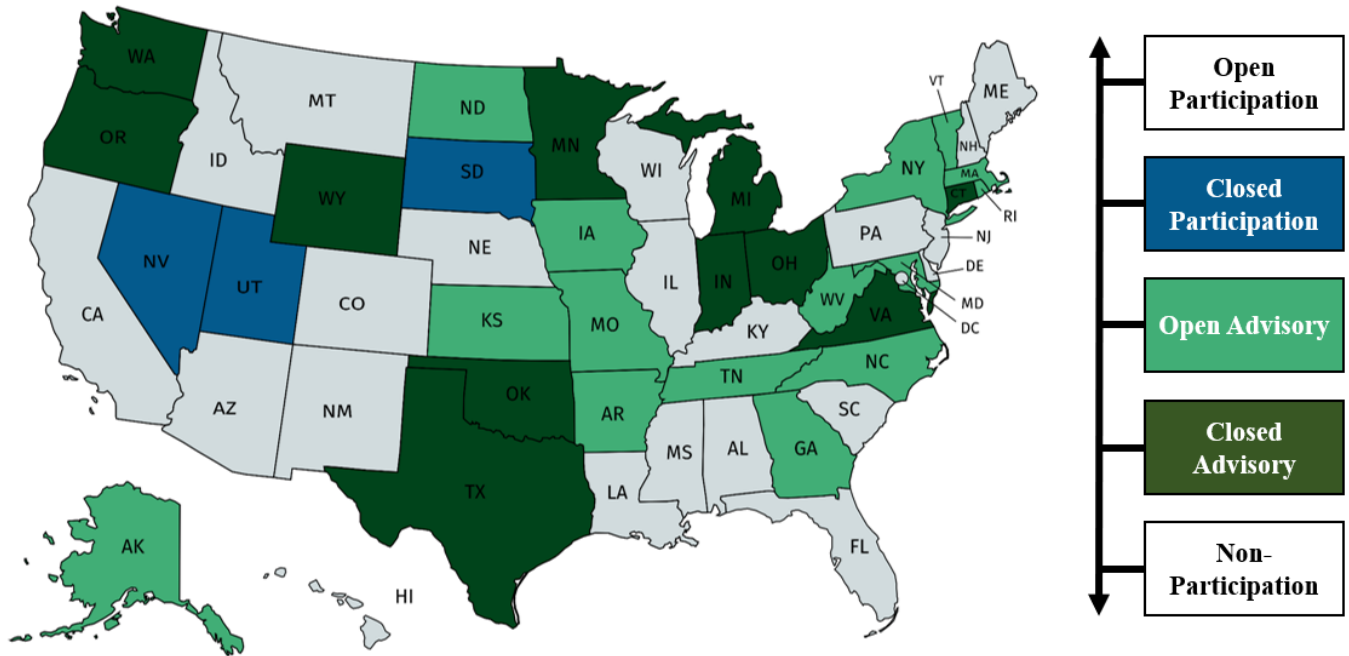 WA
MT
ND
MN
VT
ME
OR
ID
SD
WI
NY
NH
MA
CT
RI
WY
MI
IA
NE
PA
NJ
NV
UT
CO
IL
IN
OH
DE
MD
DC
CA
KS
MO
KY
WV
VA
AZ
NM
OK
AR
TN
NC
SC
TX
LA
MS
AL
GA
FL
AK
HI
Open
Participation
Closed
Participation
Open Advisory
Closed
Advisory
Non-
Participation